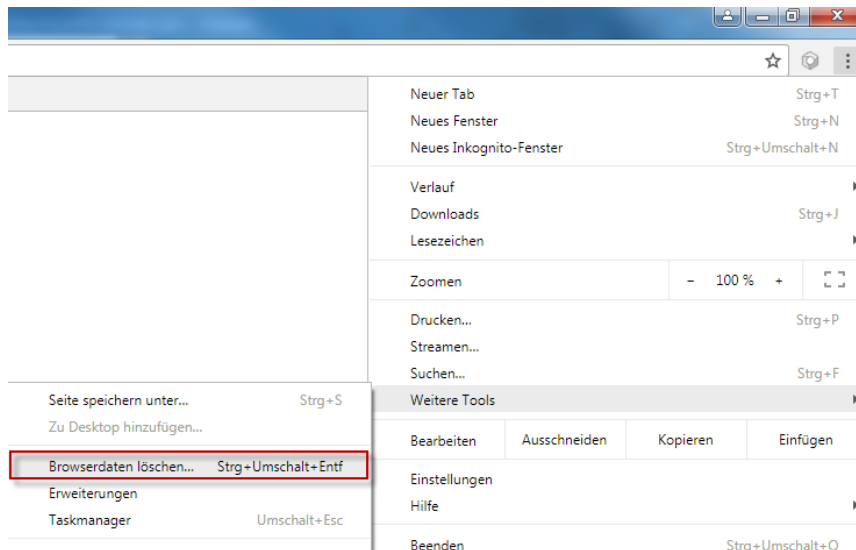 Neuer Tab Strg+T
Neues Fenster Strg+N
Neues Inkognito-Fenster Strg+Umschalt+N
Verlauf
Downloads Strg+J
Lesezeichen
Zoomen - 100 % +
Drucken... Strg+P
Streamen...
Suchen... Strg+F
Weitere Tools
Bearbeiten Ausschneiden Kopieren Einfügen
Einstellungen
Hilfe
Beenden Strg+Umschalt+Q
Seite speichern unter... Strg+S
Zu Desktop hinzufügen...
Browserdaten löschen... Strg+Umschalt+Entf
Erweiterungen
Taskmanager Umschalt+Esc